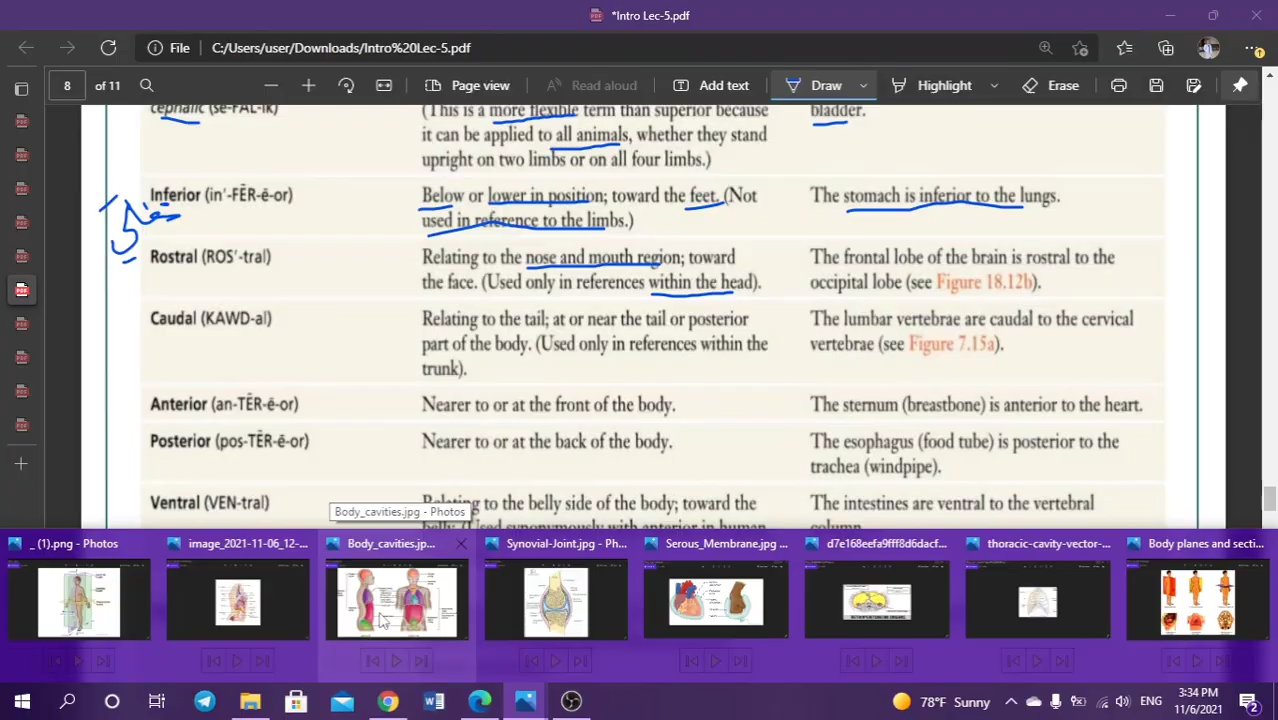 *Intro Lec-5.pdf
File C:/Users/user/Downloads/Intro%20Lec-5.pdf
8 of 11 Page view Read aloud Add text Draw Highlight Erase
cephalic (se-FAL-ik) (This is a more flexible term than superior because bladder.
it can be applied to all animals, whether they stand
upright on two limbs or on all four limbs.)
Inferior (in′-FĒR-ē-or) Below or lower in position; toward the feet. (Not The stomach is inferior to the lungs.
used in reference to the limbs.)
Rostral (ROS′-tral) Relating to the nose and mouth region; toward The frontal lobe of the brain is rostral to the
the face. (Used only in references within the head). occipital lobe (see Figure 18.12b).
Caudal (KAWD-al) Relating to the tail; at or near the tail or posterior The lumbar vertebrae are caudal to the cervical
part of the body. (Used only in references within the vertebrae (see Figure 7.15a).
trunk).
Anterior (an-TĒR-ē-or) Nearer to or at the front of the body. The sternum (breastbone) is anterior to the heart.
Posterior (pos-TĒR-ē-or) Nearer to or at the back of the body. The esophagus (food tube) is posterior to the
trachea (windpipe).
Ventral (VEN-tral) Relating to the belly side of the body; toward the The intestines are ventral to the vertebral
Body_cavities.jpg - Photos
belly. (Used synonymously with anterior in human column.
_ (1).png - Photos image_2021-11-06_12-... Body_cavities.jp... Synovial-Joint.jpg - Ph... Serous_Membrane.jpg ... d7e168eefa9fff8d6dacf... thoracic-cavity-vector-... Body planes and secti...
78°F Sunny ENG 3:34 PM
11/6/2021 2